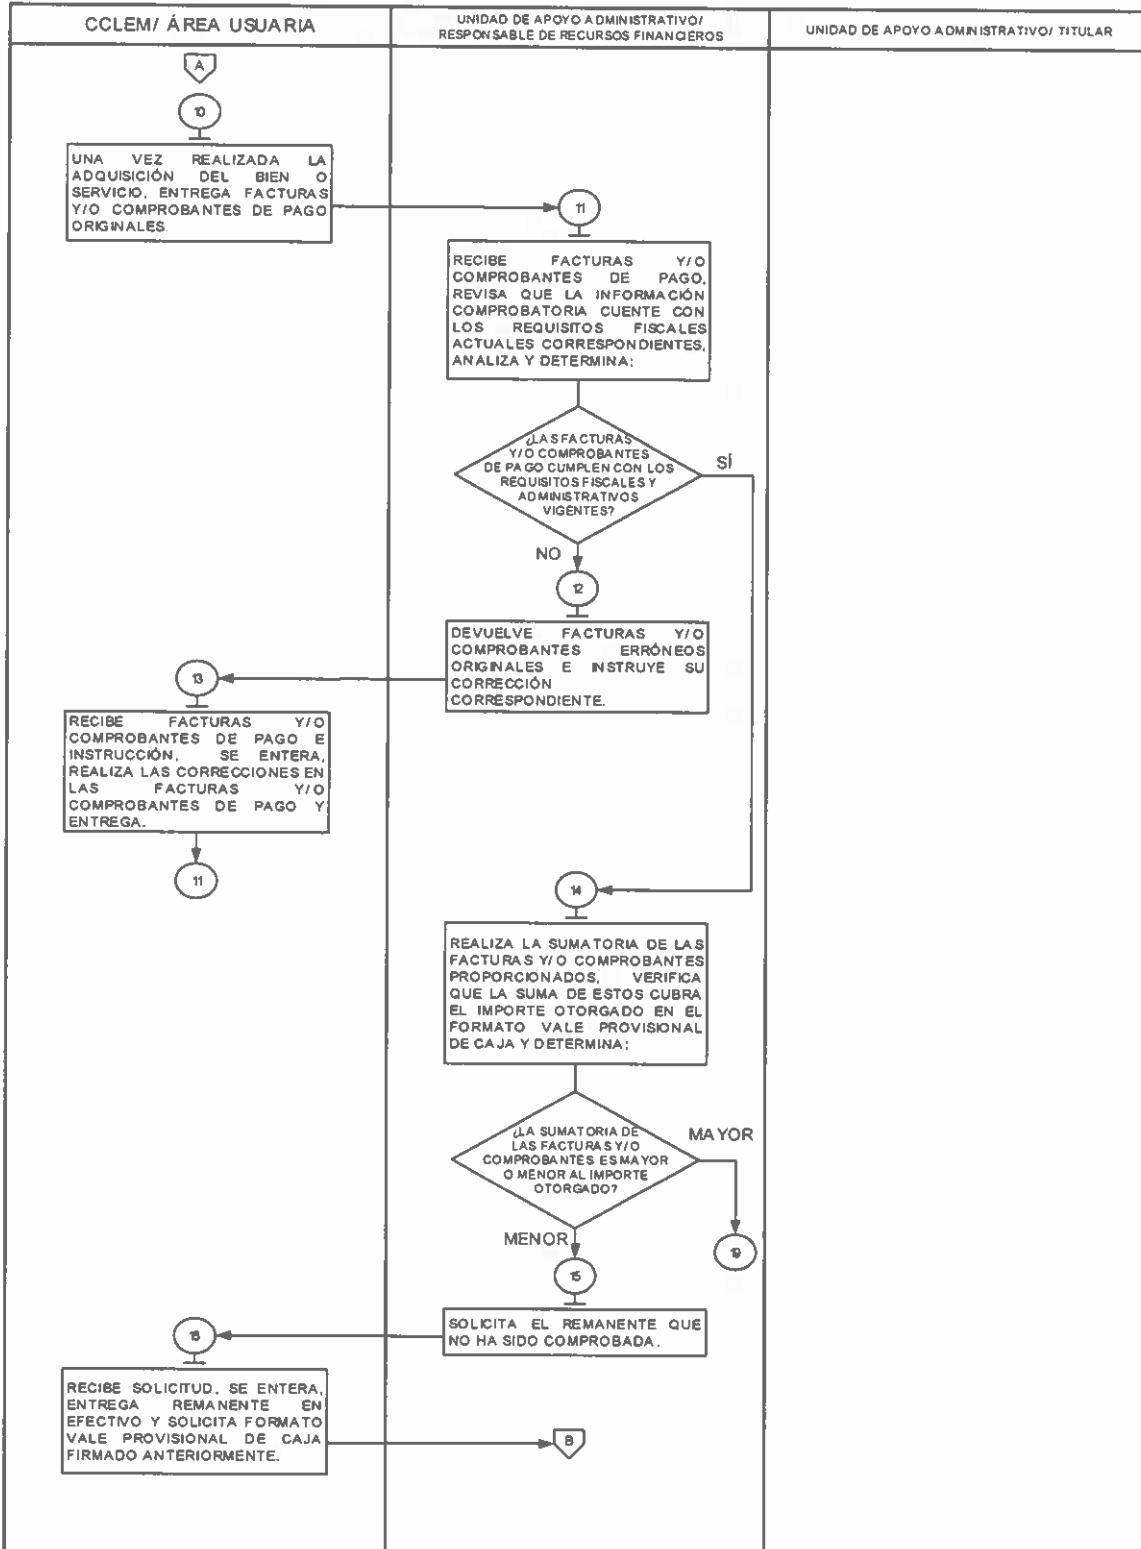 CCLEM/ ÁREA USUARIA
UNIDAD DE APOYO ADMINISTRATIVO/
RESPONSABLE DE RECURSOS FINANCIEROS
UNIDAD DE APOYO ADMINISTRATIVO/ TITULAR
A
10
UNA VEZ REALIZADA LA
ADQUISICIÓN DEL BIEN O
SERVICIO, ENTREGA FACTURAS
Y/O COMPROBANTES DE PAGO
ORIGINALES.
11
RECIBE FACTURAS Y/O
COMPROBANTES DE PAGO,
REVISA QUE LA INFORMACIÓN
COMPROBATORIA CUENTE CON
LOS REQUISITOS FISCALES
ACTUALES CORRESPONDIENTES,
ANALIZA Y DETERMINA:
¿LAS FACTURAS
Y/O COMPROBANTES
DE PAGO CUMPLEN CON LOS
REQUISITOS FISCALES Y
ADMINISTRATIVOS
VIGENTES?
SÍ
NO
12
DEVUELVE FACTURAS Y/O
COMPROBANTES ERRÓNEOS
ORIGINALES E INSTRUYE SU
CORRECCIÓN
CORRESPONDIENTE.
13
RECIBE FACTURAS Y/O
COMPROBANTES DE PAGO E
INSTRUCCIÓN, SE ENTERA,
REALIZA LAS CORRECCIONES EN
LAS FACTURAS Y/O
COMPROBANTES DE PAGO Y
ENTREGA.
11
14
REALIZA LA SUMATORIA DE LAS
FACTURAS Y/O COMPROBANTES
PROPORCIONADOS, VERIFICA
QUE LA SUMA DE ESTOS CUBRA
EL IMPORTE OTORGADO EN EL
FORMATO VALE PROVISIONAL
DE CAJA Y DETERMINA:
¿LA SUMATORIA DE
LAS FACTURAS Y/O
COMPROBANTES ES MAYOR
O MENOR AL IMPORTE
OTORGADO?
MAYOR
MENOR
19
15
SOLICITA EL REMANENTE QUE
NO HA SIDO COMPROBADA.
16
RECIBE SOLICITUD, SE ENTERA,
ENTREGA REMANENTE EN
EFECTIVO Y SOLICITA FORMATO
VALE PROVISIONAL DE CAJA
FIRMADO ANTERIORMENTE.
B